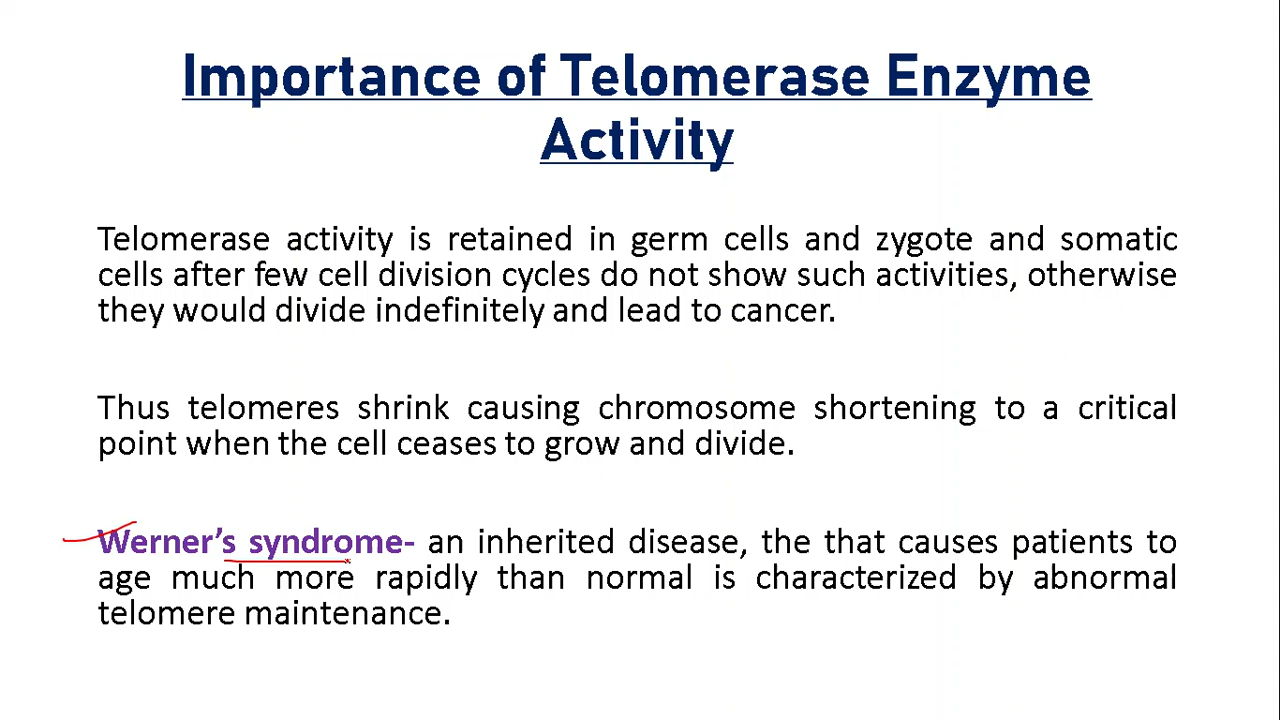 Importance of Telomerase Enzyme
Activity
Telomerase activity is retained in germ cells and zygote and somatic
cells after few cell division cycles do not show such activities, otherwise
they would divide indefinitely and lead to cancer.
Thus telomeres shrink causing chromosome shortening to a critical
point when the cell ceases to grow and divide.
Werner’s syndrome- an inherited disease, the that causes patients to
age much more rapidly than normal is characterized by abnormal
telomere maintenance.